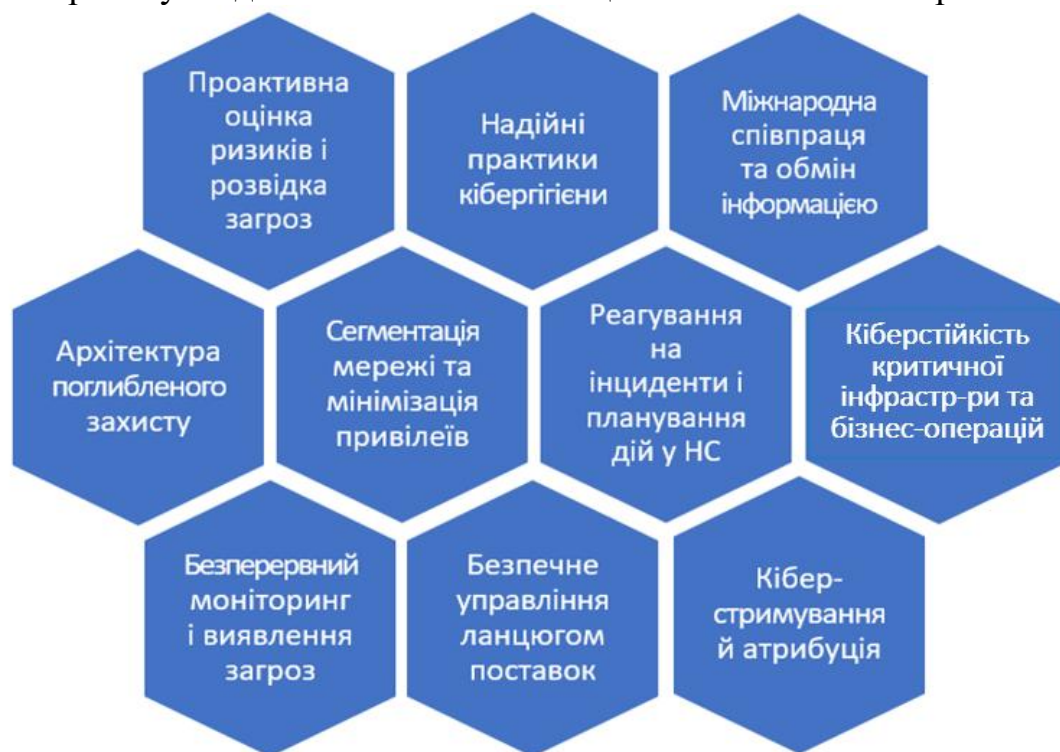 Проактивна
оцінка
ризиків і
розвідка
загроз
Надійні
практики
кібергігієни
Міжнародна
співпраця
та обмін
інформацією
Архітектура
поглибленого
захисту
Сегментація
мережі та
мінімізація
привілеїв
Реагування
на
інциденти і
планування
дій у НС
Кіберстійкість
критичної
інфрастр-ри та
бізнес-операцій
Безперервний
моніторинг
і виявлення
загроз
Безпечне
управління
ланцюгом
поставок
Кібер-
стримування
й атрибуція